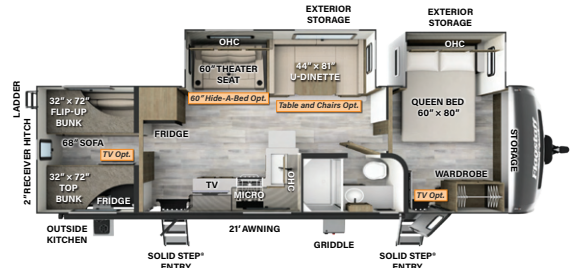 EXTERIOR
STORAGE
EXTERIOR
STORAGE
OHC
60" THEATER
SEAT
60" Hide-A-Bed Opt.
44" x 81"
U-DINETTE
Table and Chairs Opt.
OHC
QUEEN BED
60" x 80"
STORAGE
LADDER
2" RECEIVER HITCH
32" x 72"
FLIP-UP
BUNK
68" SOFA
TV Opt.
32" x 72"
TOP
BUNK
FRIDGE
FRIDGE
TV
MICRO
OHC
WARDROBE
TV Opt.
OUTSIDE
KITCHEN
SOLID STEP®
ENTRY
21' AWNING
GRIDDLE
SOLID STEP®
ENTRY